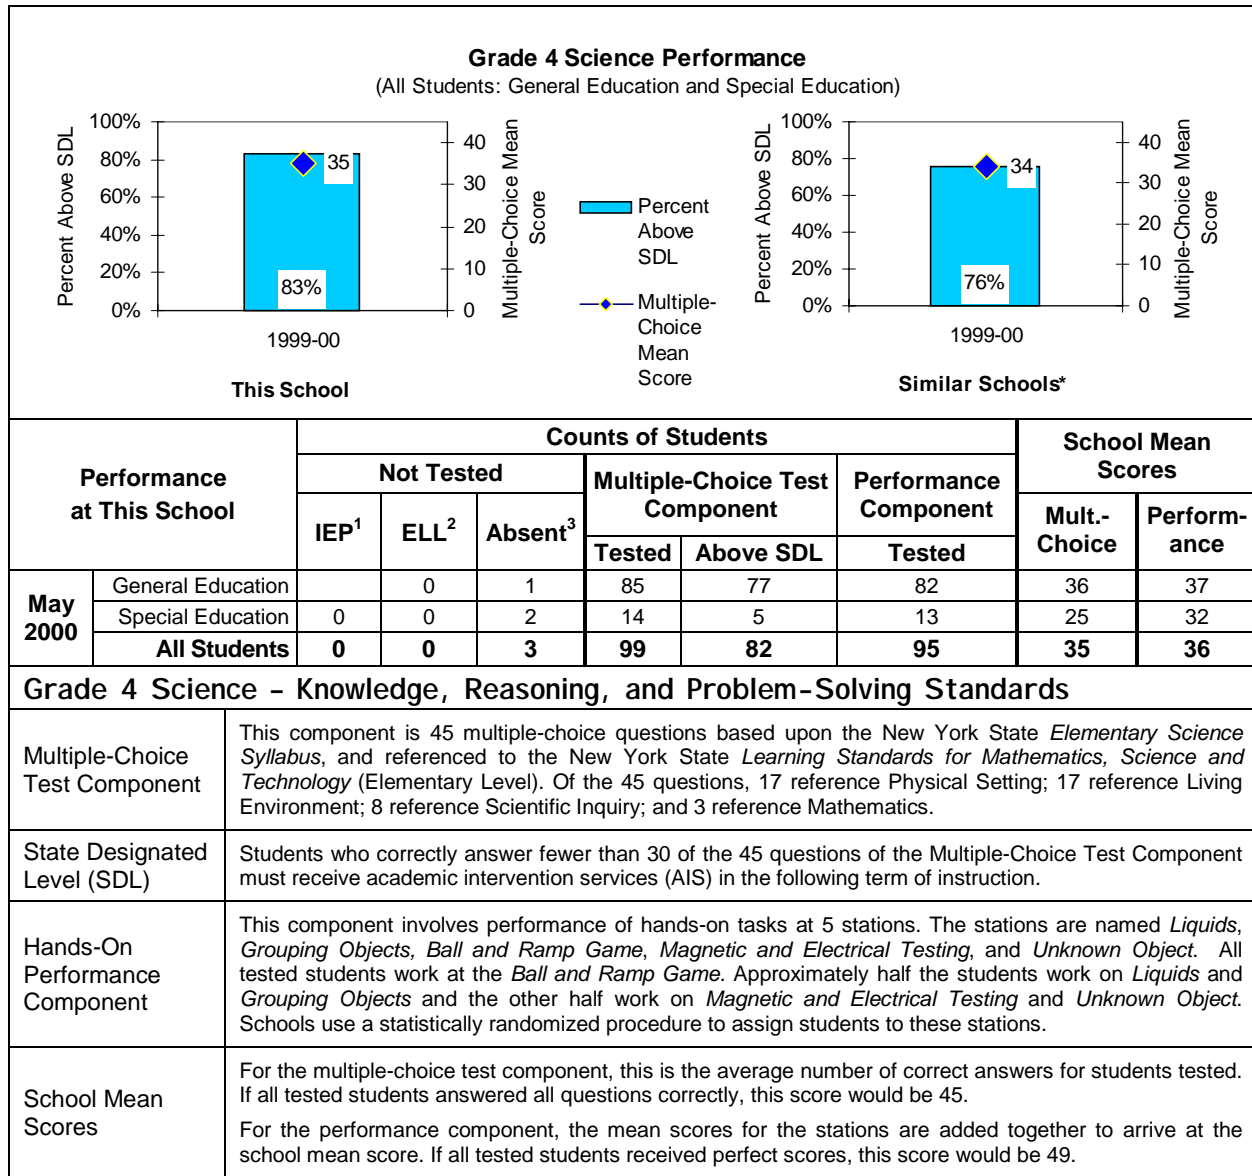 Grade 4 Science Performance
(All Students: General Education and Special Education)
100%
80%
60%
40%
20%
0%
Percent Above SDL
35
83%
1999-00
40
30
20
10
0
Multiple-Choice Mean
Score
This School
Percent
Above
SDL
Multiple-
Choice
Mean
Score
100%
80%
60%
40%
20%
0%
Percent Above SDL
34
76%
1999-00
40
30
20
10
0
Multiple-Choice Mean
Score
Similar Schools*
Performance
at This School
Counts of Students
School Mean
Scores
Not Tested
Multiple-Choice Test
Component
Performance
Component
IEP1 ELL2 Absent3
Mult.-
Choice
Perform-
ance
Tested Above SDL Tested
May
2000
General Education 0 1 85 77 82 36 37
Special Education 0 0 2 14 5 13 25 32
All Students 0 0 3 99 82 95 35 36
Grade 4 Science – Knowledge, Reasoning, and Problem-Solving Standards
Multiple-Choice
Test Component
This component is 45 multiple-choice questions based upon the New York State Elementary Science
Syllabus, and referenced to the New York State Learning Standards for Mathematics, Science and
Technology (Elementary Level). Of the 45 questions, 17 reference Physical Setting; 17 reference Living
Environment; 8 reference Scientific Inquiry; and 3 reference Mathematics.
State Designated
Level (SDL)
Students who correctly answer fewer than 30 of the 45 questions of the Multiple-Choice Test Component
must receive academic intervention services (AIS) in the following term of instruction.
Hands-On
Performance
Component
This component involves performance of hands-on tasks at 5 stations. The stations are named Liquids,
Grouping Objects, Ball and Ramp Game, Magnetic and Electrical Testing, and Unknown Object. All
tested students work at the Ball and Ramp Game. Approximately half the students work on Liquids and
Grouping Objects and the other half work on Magnetic and Electrical Testing and Unknown Object.
Schools use a statistically randomized procedure to assign students to these stations.
School Mean
Scores
For the multiple-choice test component, this is the average number of correct answers for students tested.
If all tested students answered all questions correctly, this score would be 45.
For the performance component, the mean scores for the stations are added together to arrive at the
school mean score. If all tested students received perfect scores, this score would be 49.